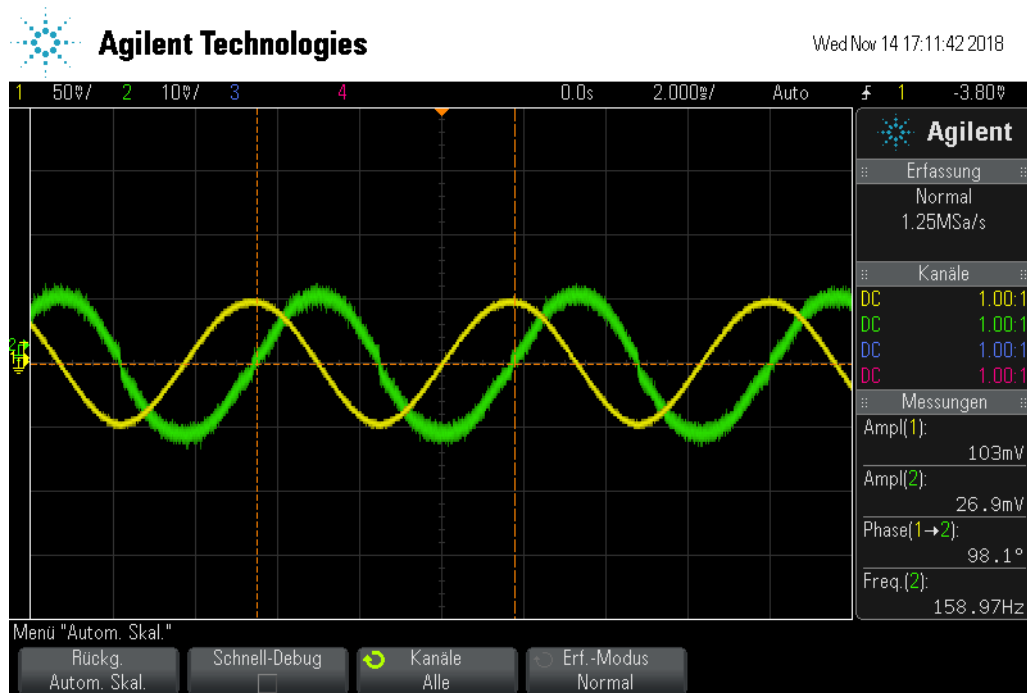 Agilent Technologies
Wed Nov 14 17:11:42 2018
1 50mV/ 2 10mV/ 3 4 0.0s 2.000ms/ Auto 1 -3.80mV
Agilent
Erfassung
Normal
1.25MSa/s
Kanäle
DC 1.00:1
DC 1.00:1
DC 1.00:1
DC 1.00:1
Messungen
Ampl(1):
103mV
Ampl(2):
26.9mV
Phase(1→2):
98.1°
Freq.(2):
158.97Hz
Menü "Autom. Skal."
Rückg. Schnell-Debug Kanäle Erf.-Modus
Autom. Skal. Alle Normal